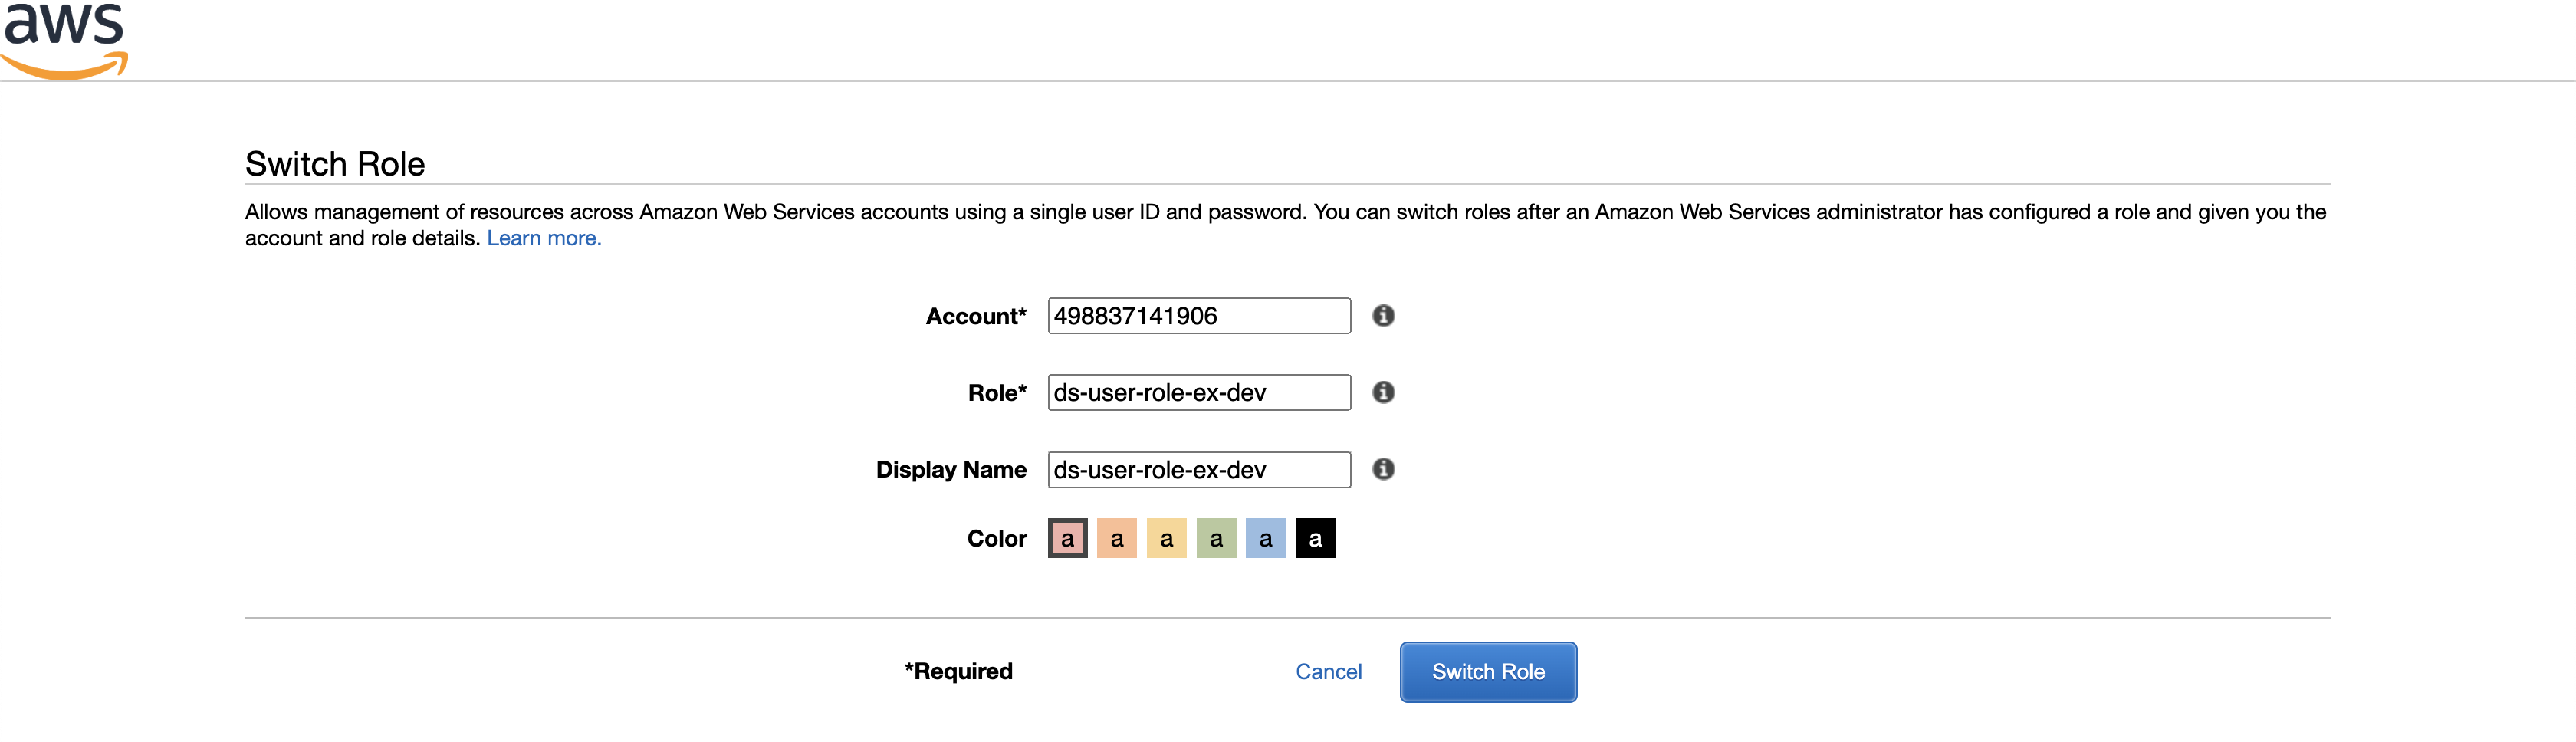 aws
Switch Role
Allows management of resources across Amazon Web Services accounts using a single user ID and password. You can switch roles after an Amazon Web Services administrator has configured a role and given you the
account and role details. Learn more.
Account* 498837141906
Role* ds-user-role-ex-dev
Display Name ds-user-role-ex-dev
Color a a a a a a
*Required Cancel Switch Role